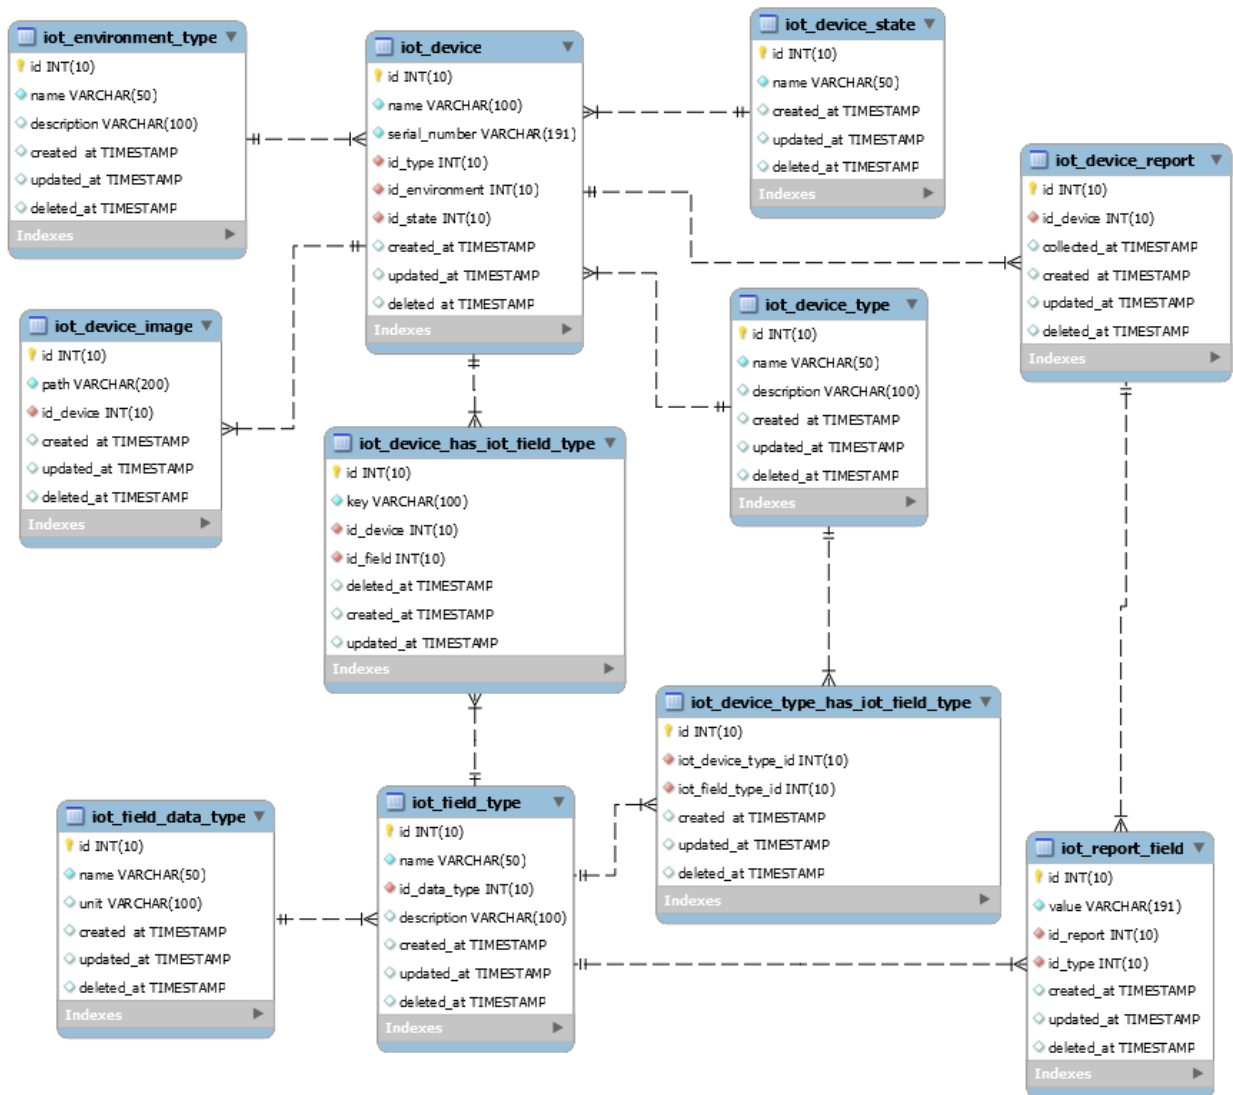 iot_environment_type
id INT(10)
name VARCHAR(50)
description VARCHAR(100)
created_at TIMESTAMP
updated_at TIMESTAMP
deleted_at TIMESTAMP
Indexes
iot_device
id INT(10)
name VARCHAR(100)
serial_number VARCHAR(191)
id_type INT(10)
id_environment INT(10)
id_state INT(10)
created_at TIMESTAMP
updated_at TIMESTAMP
deleted_at TIMESTAMP
Indexes
iot_device_state
id INT(10)
name VARCHAR(50)
created_at TIMESTAMP
updated_at TIMESTAMP
deleted_at TIMESTAMP
Indexes
iot_device_report
id INT(10)
id_device INT(10)
collected_at TIMESTAMP
created_at TIMESTAMP
updated_at TIMESTAMP
deleted_at TIMESTAMP
Indexes
iot_device_image
id INT(10)
path VARCHAR(200)
id_device INT(10)
created_at TIMESTAMP
updated_at TIMESTAMP
deleted_at TIMESTAMP
Indexes
iot_device_type
id INT(10)
name VARCHAR(50)
description VARCHAR(100)
created_at TIMESTAMP
updated_at TIMESTAMP
deleted_at TIMESTAMP
Indexes
iot_device_has_iot_field_type
id INT(10)
key VARCHAR(100)
id_device INT(10)
id_field INT(10)
deleted_at TIMESTAMP
created_at TIMESTAMP
updated_at TIMESTAMP
Indexes
iot_device_type_has_iot_field_type
id INT(10)
iot_device_type_id INT(10)
iot_field_type_id INT(10)
created_at TIMESTAMP
updated_at TIMESTAMP
deleted_at TIMESTAMP
Indexes
iot_field_data_type
id INT(10)
name VARCHAR(50)
unit VARCHAR(100)
created_at TIMESTAMP
updated_at TIMESTAMP
deleted_at TIMESTAMP
Indexes
iot_field_type
id INT(10)
name VARCHAR(50)
id_data_type INT(10)
description VARCHAR(100)
created_at TIMESTAMP
updated_at TIMESTAMP
deleted_at TIMESTAMP
Indexes
iot_report_field
id INT(10)
value VARCHAR(191)
id_report INT(10)
id_type INT(10)
created_at TIMESTAMP
updated_at TIMESTAMP
deleted_at TIMESTAMP
Indexes